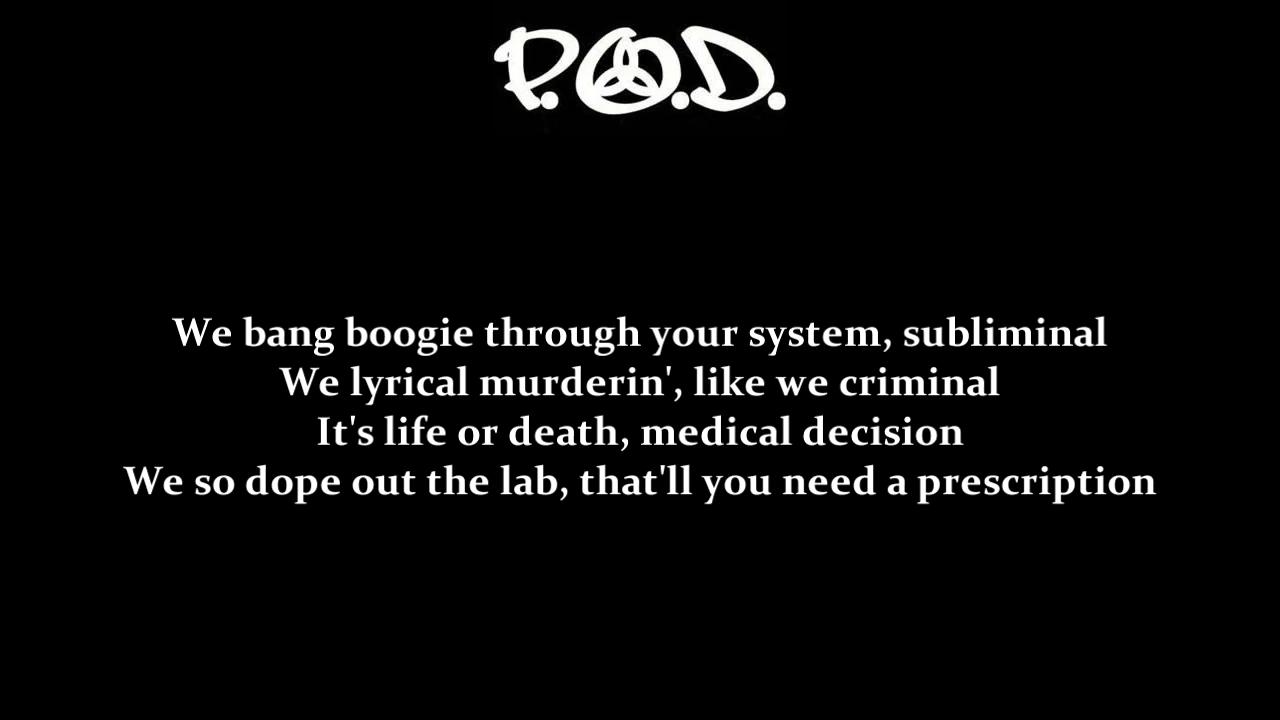 P.O.D.
We bang boogie through your system, subliminal
We lyrical murderin', like we criminal
It's life or death, medical decision
We so dope out the lab, that'll you need a prescription